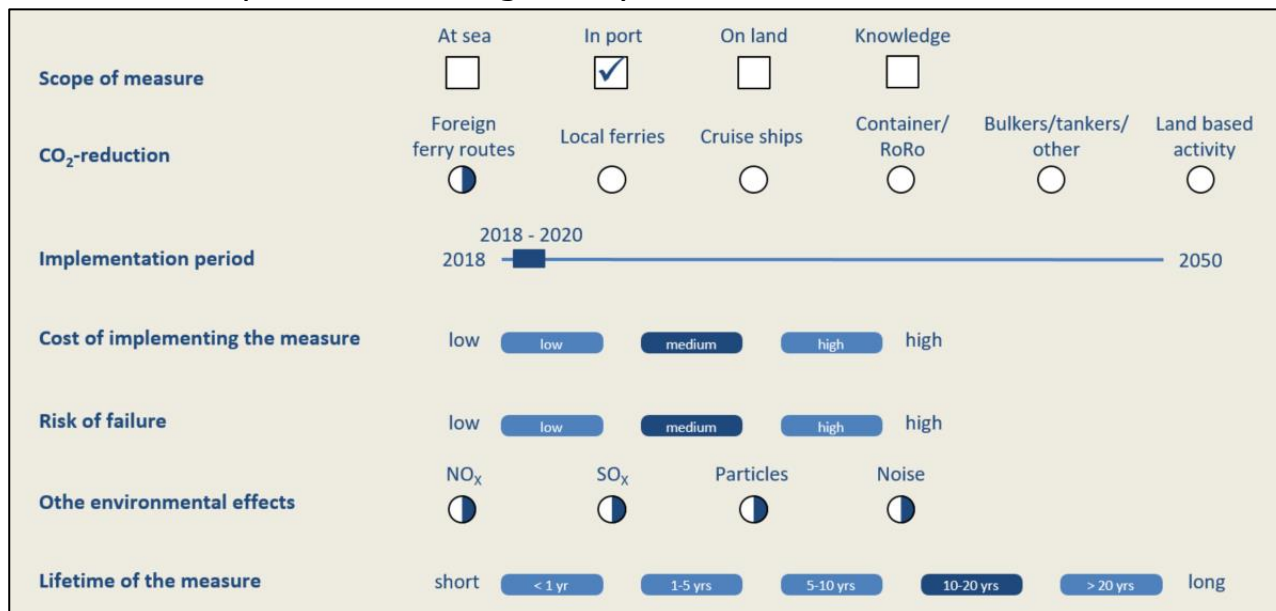 At sea In port On land Knowledge
Scope of measure
Foreign ferry routes Local ferries Cruise ships Container/ RoRo Bulkers/tankers/ other Land based activity
CO₂-reduction
2018 - 2020
Implementation period 2018 2050
Cost of implementing the measure low low medium high high
Risk of failure low low medium high high
NOₓ SOₓ Particles Noise
Othe environmental effects
Lifetime of the measure short < 1 yr 1-5 yrs 5-10 yrs 10-20 yrs > 20 yrs long